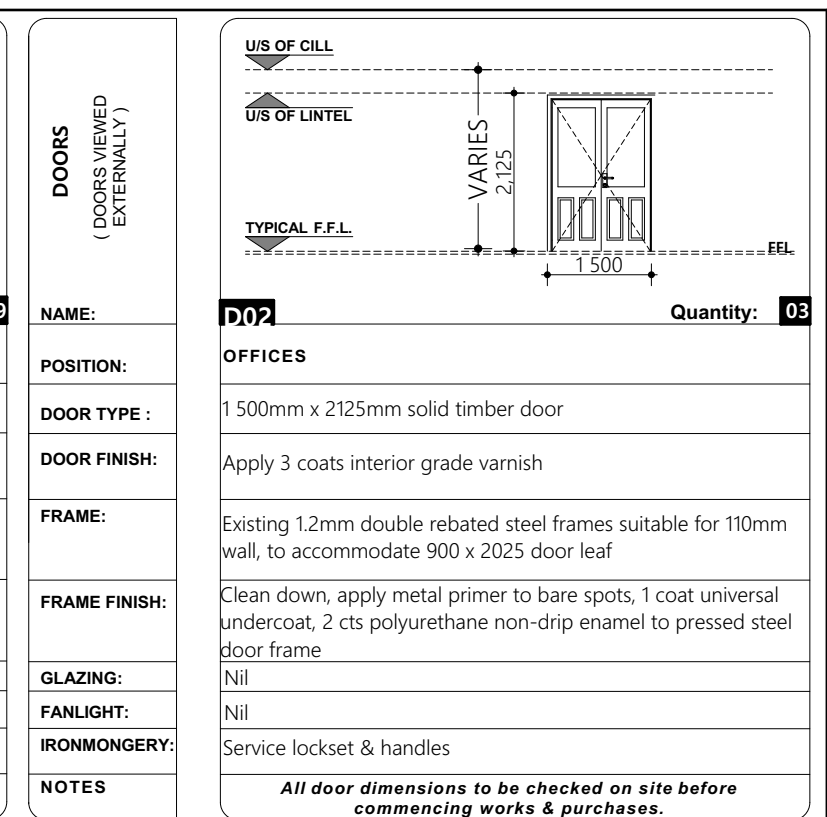 DOORS
( DOORS VIEWED
EXTERNALLY )
U/S OF CILL
U/S OF LINTEL
VARIES
2,125
TYPICAL F.F.L.
FFL
1 500
9
NAME:
D02
Quantity: 03
POSITION:
OFFICES
DOOR TYPE :
1 500mm x 2125mm solid timber door
DOOR FINISH:
Apply 3 coats interior grade varnish
FRAME:
Existing 1.2mm double rebated steel frames suitable for 110mm
wall, to accommodate 900 x 2025 door leaf
FRAME FINISH:
Clean down, apply metal primer to bare spots, 1 coat universal
undercoat, 2 cts polyurethane non-drip enamel to pressed steel
door frame
GLAZING:
Nil
FANLIGHT:
Nil
IRONMONGERY:
Service lockset & handles
NOTES
All door dimensions to be checked on site before
commencing works & purchases.